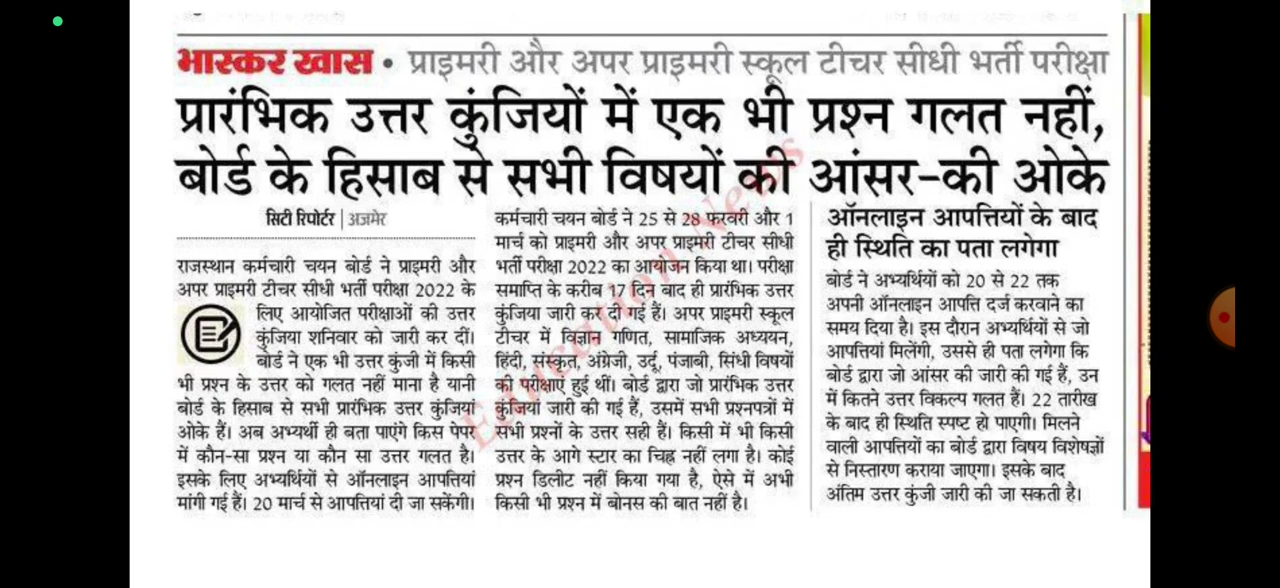 भास्कर खास • प्राइमरी और अपर प्राइमरी स्कूल टीचर सीधी भर्ती परीक्षा
प्रारंभिक उत्तर कुंजियों में एक भी प्रश्न गलत नहीं,
बोर्ड के हिसाब से सभी विषयों की आंसर-की ओके
सिटी रिपोर्टर | अजमेर
राजस्थान कर्मचारी चयन बोर्ड ने प्राइमरी और
अपर प्राइमरी टीचर सीधी भर्ती परीक्षा 2022 के
लिए आयोजित परीक्षाओं की उत्तर
कुंजिया शनिवार को जारी कर दीं।
बोर्ड ने एक भी उत्तर कुंजी में किसी
भी प्रश्न के उत्तर को गलत नहीं माना है यानी
बोर्ड के हिसाब से सभी प्रारंभिक उत्तर कुंजियां
ओके हैं। अब अभ्यर्थी ही बता पाएंगे किस पेपर
में कौन-सा प्रश्न या कौन सा उत्तर गलत है।
इसके लिए अभ्यर्थियों से ऑनलाइन आपत्तियां
मांगी गई हैं। 20 मार्च से आपत्तियां दी जा सकेंगी।
कर्मचारी चयन बोर्ड ने 25 से 28 फरवरी और 1
मार्च को प्राइमरी और अपर प्राइमरी टीचर सीधी
भर्ती परीक्षा 2022 का आयोजन किया था। परीक्षा
समाप्ति के करीब 17 दिन बाद ही प्रारंभिक उत्तर
कुंजिया जारी कर दी गई हैं। अपर प्राइमरी स्कूल
टीचर में विज्ञान गणित, सामाजिक अध्ययन,
हिंदी, संस्कृत, अंग्रेजी, उर्दू, पंजाबी, सिंधी विषयों
की परीक्षाएं हुई थीं। बोर्ड द्वारा जो प्रारंभिक उत्तर
कुंजियां जारी की गई हैं, उसमें सभी प्रश्नपत्रों में
सभी प्रश्नों के उत्तर सही हैं। किसी में भी किसी
उत्तर के आगे स्टार का चिह्न नहीं लगा है। कोई
प्रश्न डिलीट नहीं किया गया है, ऐसे में अभी
किसी भी प्रश्न में बोनस की बात नहीं है।
ऑनलाइन आपत्तियों के बाद
ही स्थिति का पता लगेगा
बोर्ड ने अभ्यर्थियों को 20 से 22 तक
अपनी ऑनलाइन आपत्ति दर्ज करवाने का
समय दिया है। इस दौरान अभ्यर्थियों से जो
आपत्तियां मिलेंगी, उससे ही पता लगेगा कि
बोर्ड द्वारा जो आंसर की जारी की गई हैं, उन
में कितने उत्तर विकल्प गलत हैं। 22 तारीख
के बाद ही स्थिति स्पष्ट हो पाएगी। मिलने
वाली आपत्तियों का बोर्ड द्वारा विषय विशेषज्ञों
से निस्तारण कराया जाएगा। इसके बाद
अंतिम उत्तर कुंजी जारी की जा सकती है।
Education News